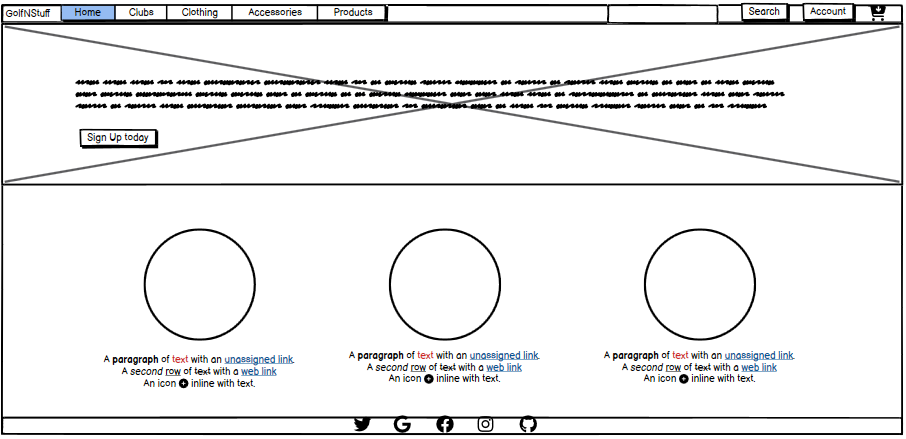 GolfNStuff Home Clubs Clothing Accessories Products Search Account
Sign Up today
A paragraph of text with an unassigned link.
A second row of text with a web link
An icon inline with text.
A paragraph of text with an unassigned link.
A second row of text with a web link
An icon inline with text.
A paragraph of text with an unassigned link.
A second row of text with a web link
An icon inline with text.